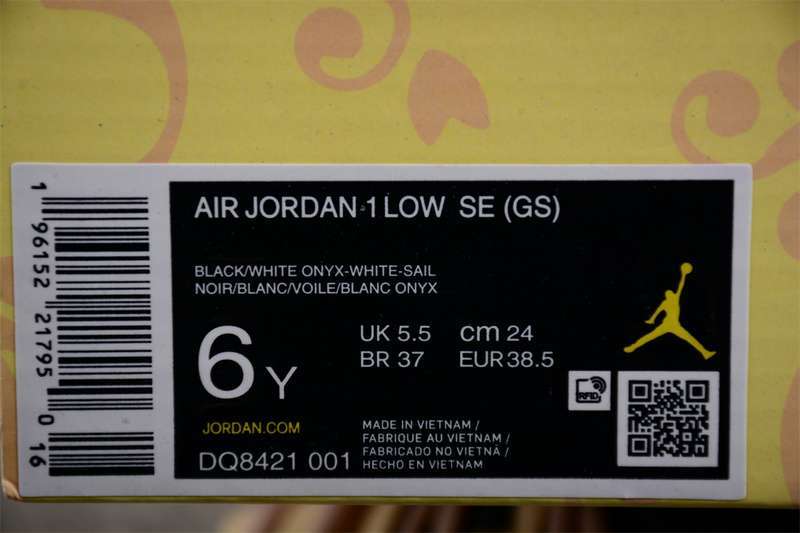 AIR JORDAN 1 LOW SE (GS)
BLACK/WHITE ONYX-WHITE-SAIL
NOIR/BLANC/VOILE/BLANC ONYX
6Y
UK 5.5 cm 24
BR 37 EUR 38.5
RFID
JORDAN.COM
DQ8421 001
MADE IN VIETNAM /
FABRIQUE AU VIETNAM /
FABRICADO NO VIETNÃ /
HECHO EN VIETNAM
1 96152 21795 0 16